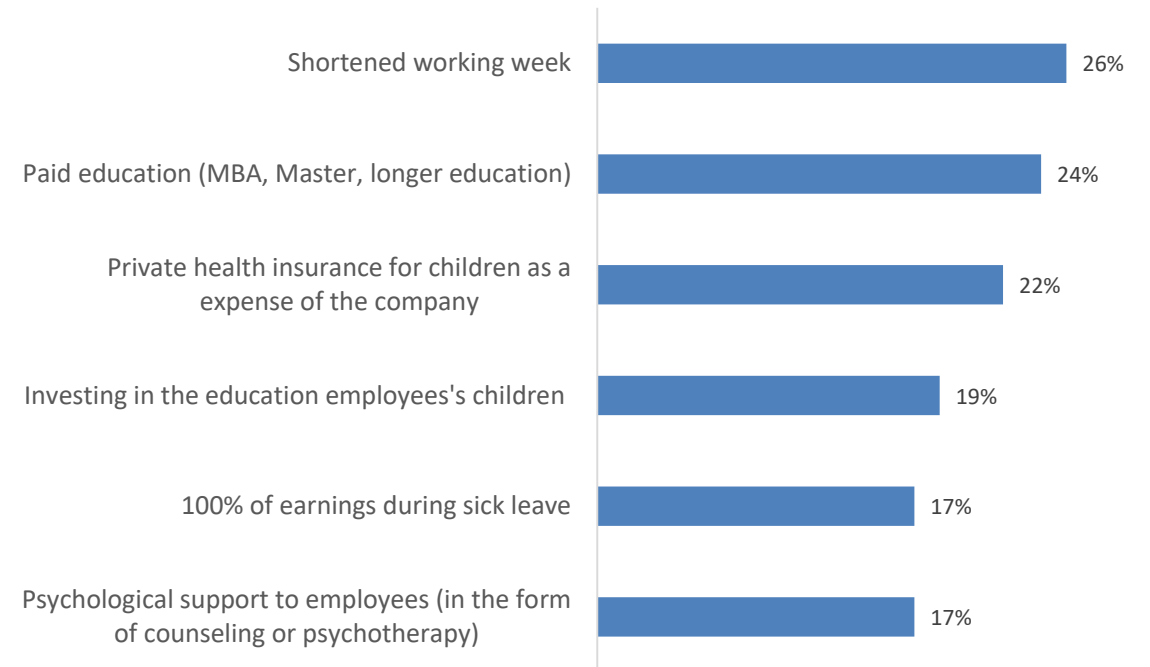 Shortened working week
26%
Paid education (MBA, Master, longer education)
24%
Private health insurance for children as a
expense of the company
22%
Investing in the education employees's children
19%
100% of earnings during sick leave
17%
Psychological support to employees (in the form
of counseling or psychotherapy)
17%